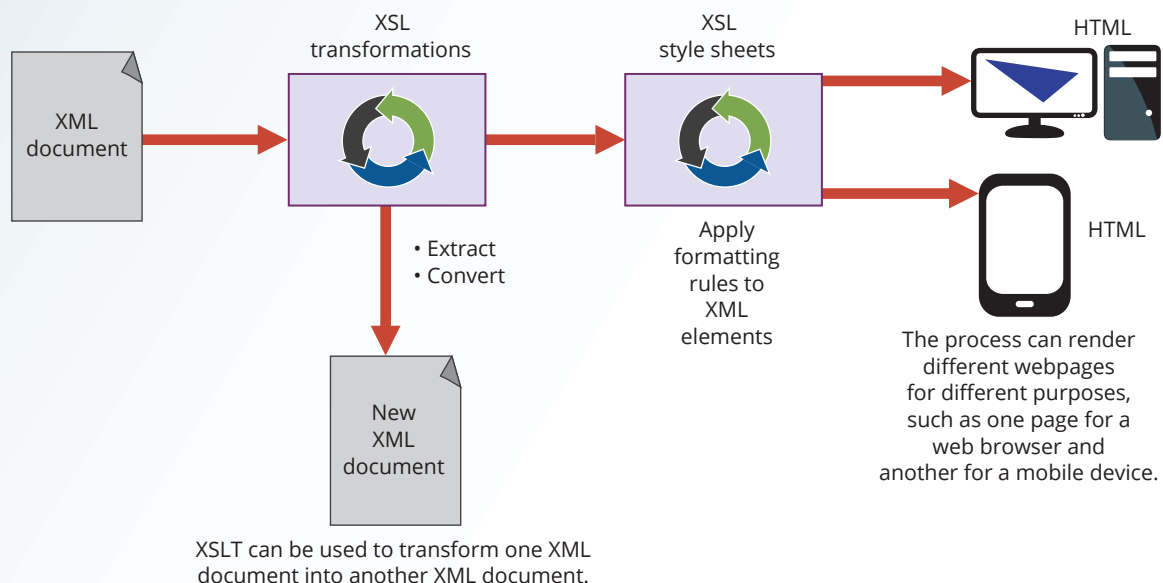 XML
document
XSL
transformations
• Extract
• Convert
New
XML
document
XSLT can be used to transform one XML
document into another XML document.
XSL
style sheets
Apply
formatting
rules to
XML
elements
HTML
HTML
The process can render
different webpages
for different purposes,
such as one page for a
web browser and
another for a mobile device.